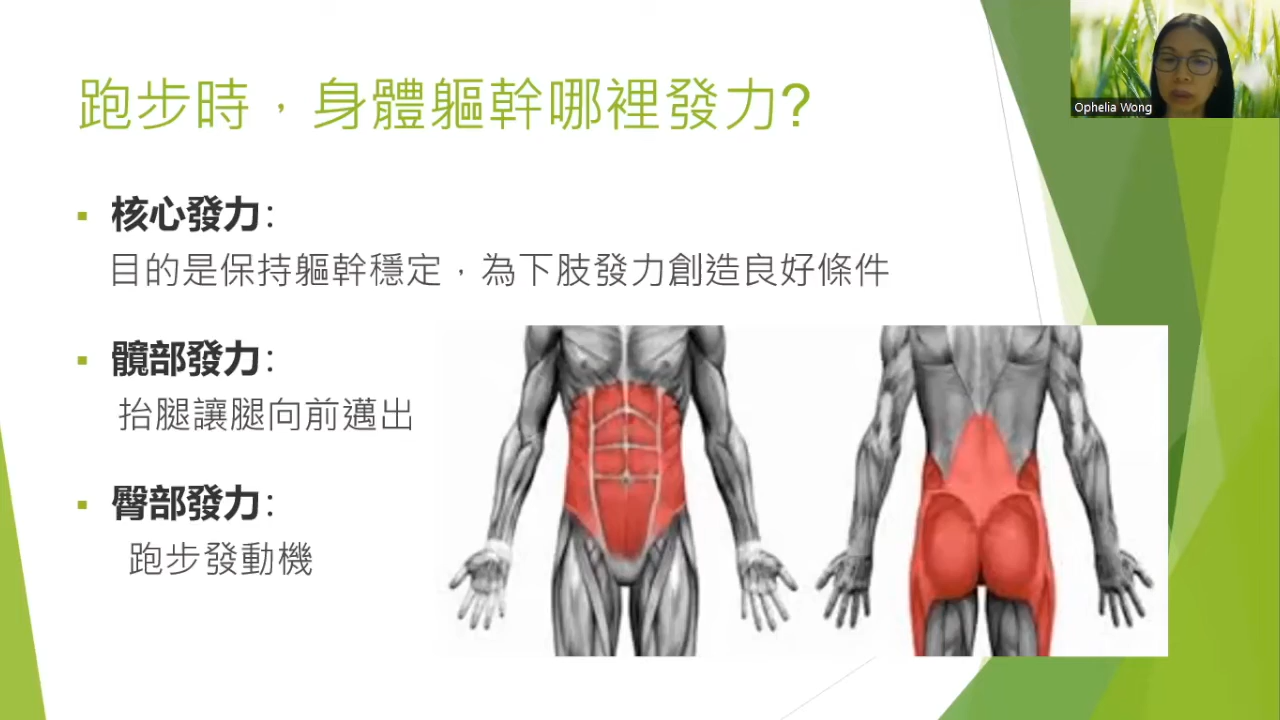 跑步時，身體軀幹哪裡發力?
Ophelia Wong
▪ 核心發力：
目的是保持軀幹穩定，為下肢發力創造良好條件
▪ 髖部發力：
抬腿讓腿向前邁出
▪ 臀部發力：
跑步發動機